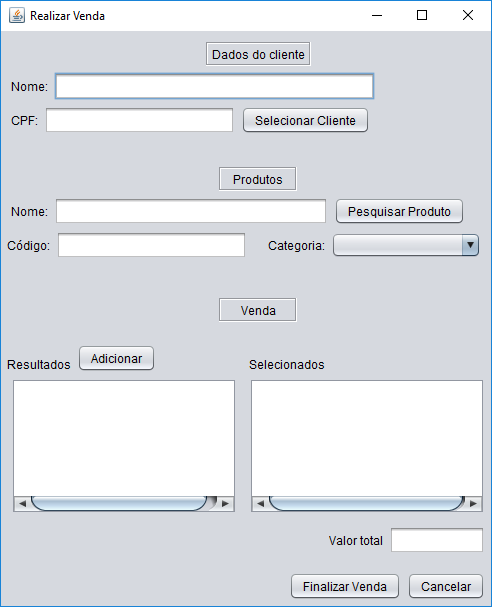 Realizar Venda
Dados do cliente
Nome:
CPF: Selecionar Cliente
Produtos
Nome: Pesquisar Produto
Código: Categoria:
Venda
Resultados Adicionar Selecionados
Valor total
Finalizar Venda Cancelar